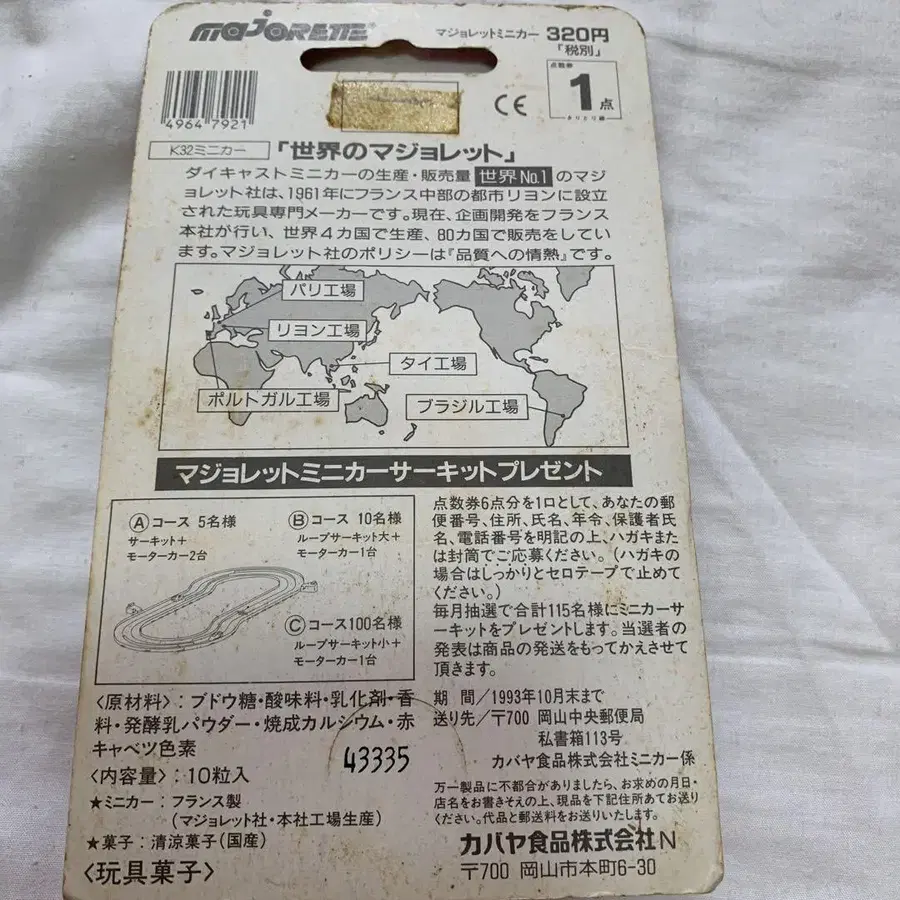 majORETTE
マジョレットミニカー 320円
「税別」
点数券
1点
きりとり線
CE
4964 7921
K32ミニカー
「世界のマジョレット」
ダイキャストミニカーの生産・販売量 世界No.1 のマジ
ョレット社は、1961年にフランス中部の都市リヨンに設立
された玩具専門メーカーです。現在、企画開発をフランス
本社が行い、世界4カ国で生産、80カ国で販売をしてい
ます。マジョレット社のポリシーは『品質への情熱』です。
パリ工場
リヨン工場
タイ工場
ポルトガル工場
ブラジル工場
マジョレットミニカーサーキットプレゼント
Ⓐコース 5名様
サーキット+
モーターカー2台
Ⓑコース 10名様
ループサーキット大+
モーターカー1台
Ⓒコース100名様
ループサーキット小+
モーターカー1台
点数券6点分を1口として、あなたの郵
便番号、住所、氏名、年令、保護者氏
名、電話番号を明記の上、ハガキまた
は封筒でご応募ください。(ハガキの
場合はしっかりとセロテープで止めて
ください。)
毎月抽選で合計115名様にミニカーサ
ーキットをプレゼントします。当選者の
発表は商品の発送をもってかえさせて
頂きます。
期 間/1993年10月末まで
送り先/〒700 岡山中央郵便局
私書箱113号
カバヤ食品株式会社ミニカー係
〈原材料〉:ブドウ糖・酸味料・乳化剤・香
料・発酵乳パウダー・焼成カルシウム・赤
キャベツ色素
43335
〈内容量〉:10粒入
★ミニカー:フランス製
(マジョレット社・本社工場生産)
★菓子:清涼菓子(国産)
〈玩具菓子〉
万一製品に不都合がありましたら、お求めの月日・
店名をお書きそえの上、現品を下記住所あてお送り
ください。代品と郵送料をお送りいたします。
カバヤ食品株式会社N
〒700 岡山市本町6-30